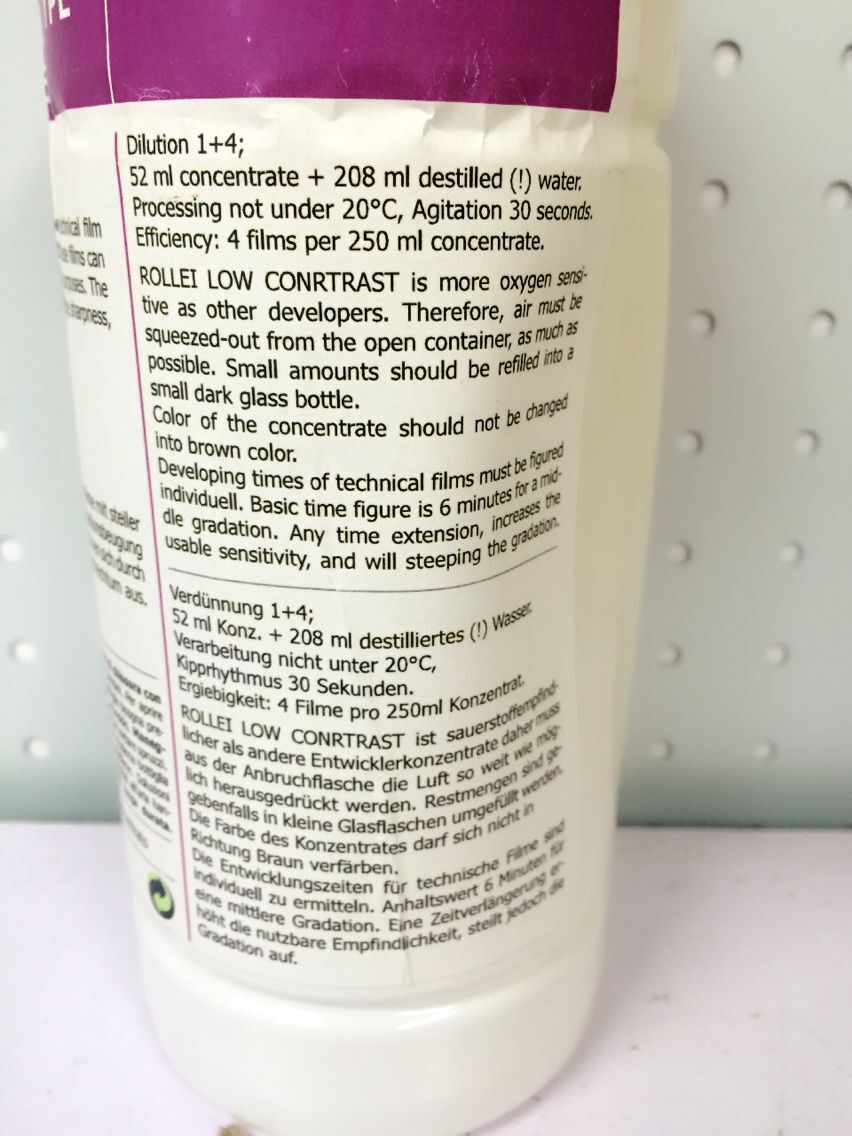 Dilution 1+4;
52 ml concentrate + 208 ml destilled (!) water.
Processing not under 20°C, Agitation 30 seconds.
Efficiency: 4 films per 250 ml concentrate.
ROLLEI LOW CONRTRAST is more oxygen sensi-
tive as other developers. Therefore, air must be
squeezed-out from the open container, as much as
possible. Small amounts should be refilled into a
small dark glass bottle.
Color of the concentrate should not be changed
into brown color.
Developing times of technical films must be figured
individuell. Basic time figure is 6 minutes for a mid-
dle gradation. Any time extension, increases the
usable sensitivity, and will steeping the gradation.
Verdünnung 1+4;
52 ml Konz. + 208 ml destilliertes (!) Wasser.
Verarbeitung nicht unter 20°C,
Kipprhythmus 30 Sekunden.
Ergiebigkeit: 4 Filme pro 250ml Konzentrat.
ROLLEI LOW CONRTRAST ist sauerstoffempfind-
licher als andere Entwicklerkonzentrate daher muss
aus der Anbruchflasche die Luft so weit wie mög-
lich herausgedrückt werden. Restmengen sind ge-
gebenfalls in kleine Glasflaschen umgefüllt werden.
Die Farbe des Konzentrates darf sich nicht in
Richtung Braun verfärben.
Die Entwicklungszeiten für technische Filme sind
individuell zu ermitteln. Anhaltswert 6 Minuten für
eine mittlere Gradation. Eine Zeitverlängerung er-
höht die nutzbare Empfindlichkeit, steilt jedoch die
Gradation auf.
film
films can
The
sharpness,
mit steiler
sich durch
aus.